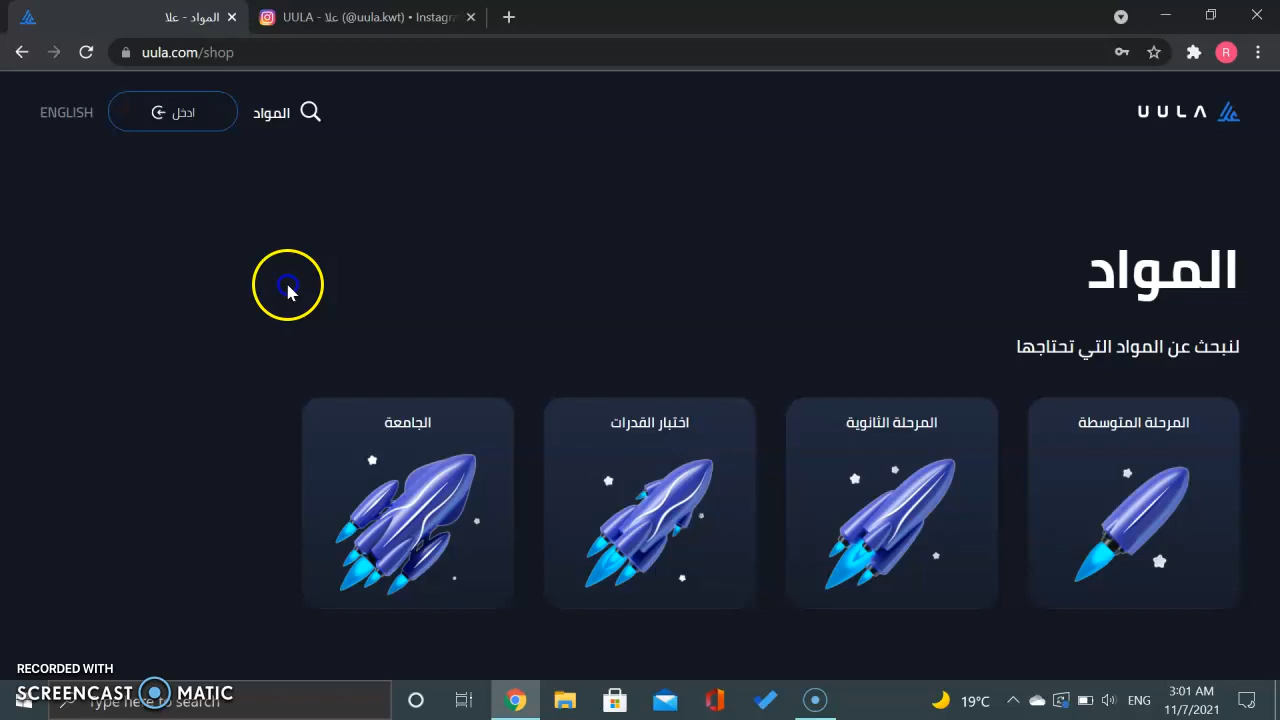 المواد - علا
UULA - علا (@uula.kwt) • Instagr
uula.com/shop
R
UULA
المواد
ادخل
ENGLISH
المواد
لنبحث عن المواد التي تحتاجها
المرحلة المتوسطة
المرحلة الثانوية
اختبار القدرات
الجامعة
RECORDED WITH
SCREENCAST MATIC
Type here to search
19°C
ENG
3:01 AM
11/7/2021